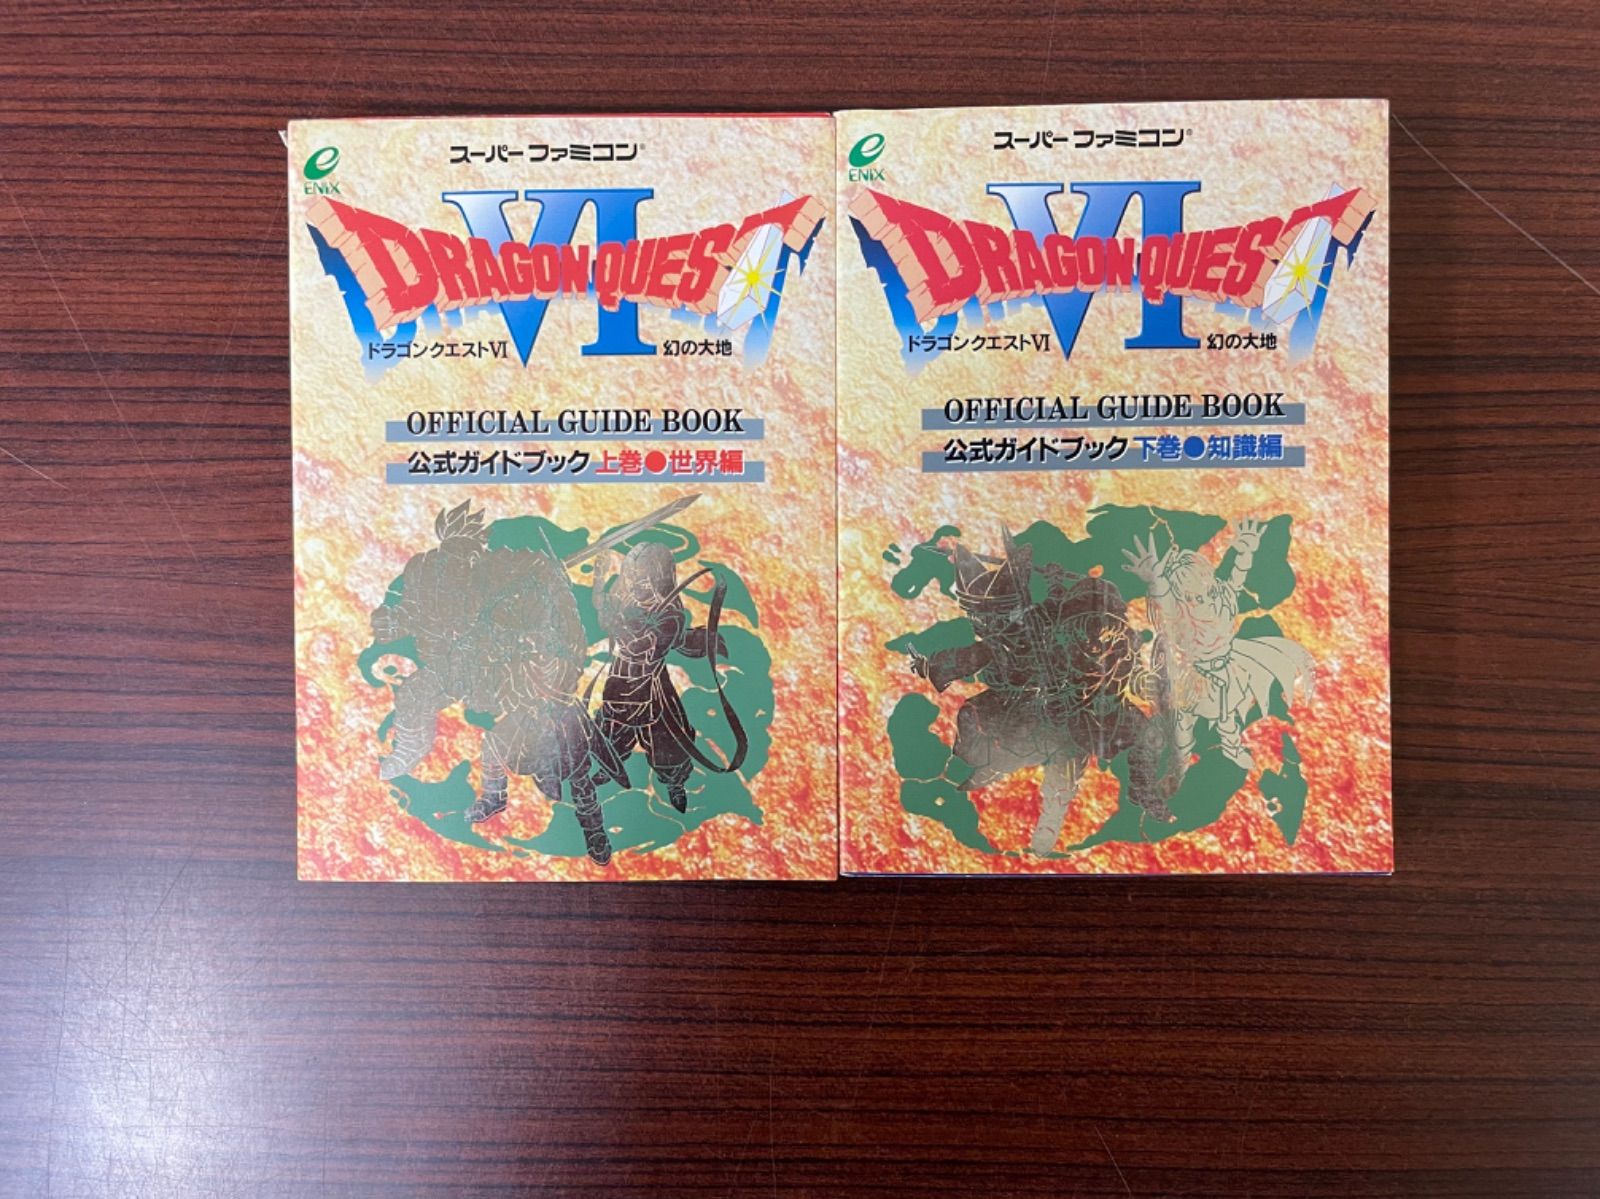 ENIX
スーパーファミコン®
VI
DRAGON QUEST
ドラゴンクエストVI 幻の大地
OFFICIAL GUIDE BOOK
公式ガイドブック 上巻●世界編
ENIX
スーパーファミコン®
VI
DRAGON QUEST
ドラゴンクエストVI 幻の大地
OFFICIAL GUIDE BOOK
公式ガイドブック 下巻●知識編